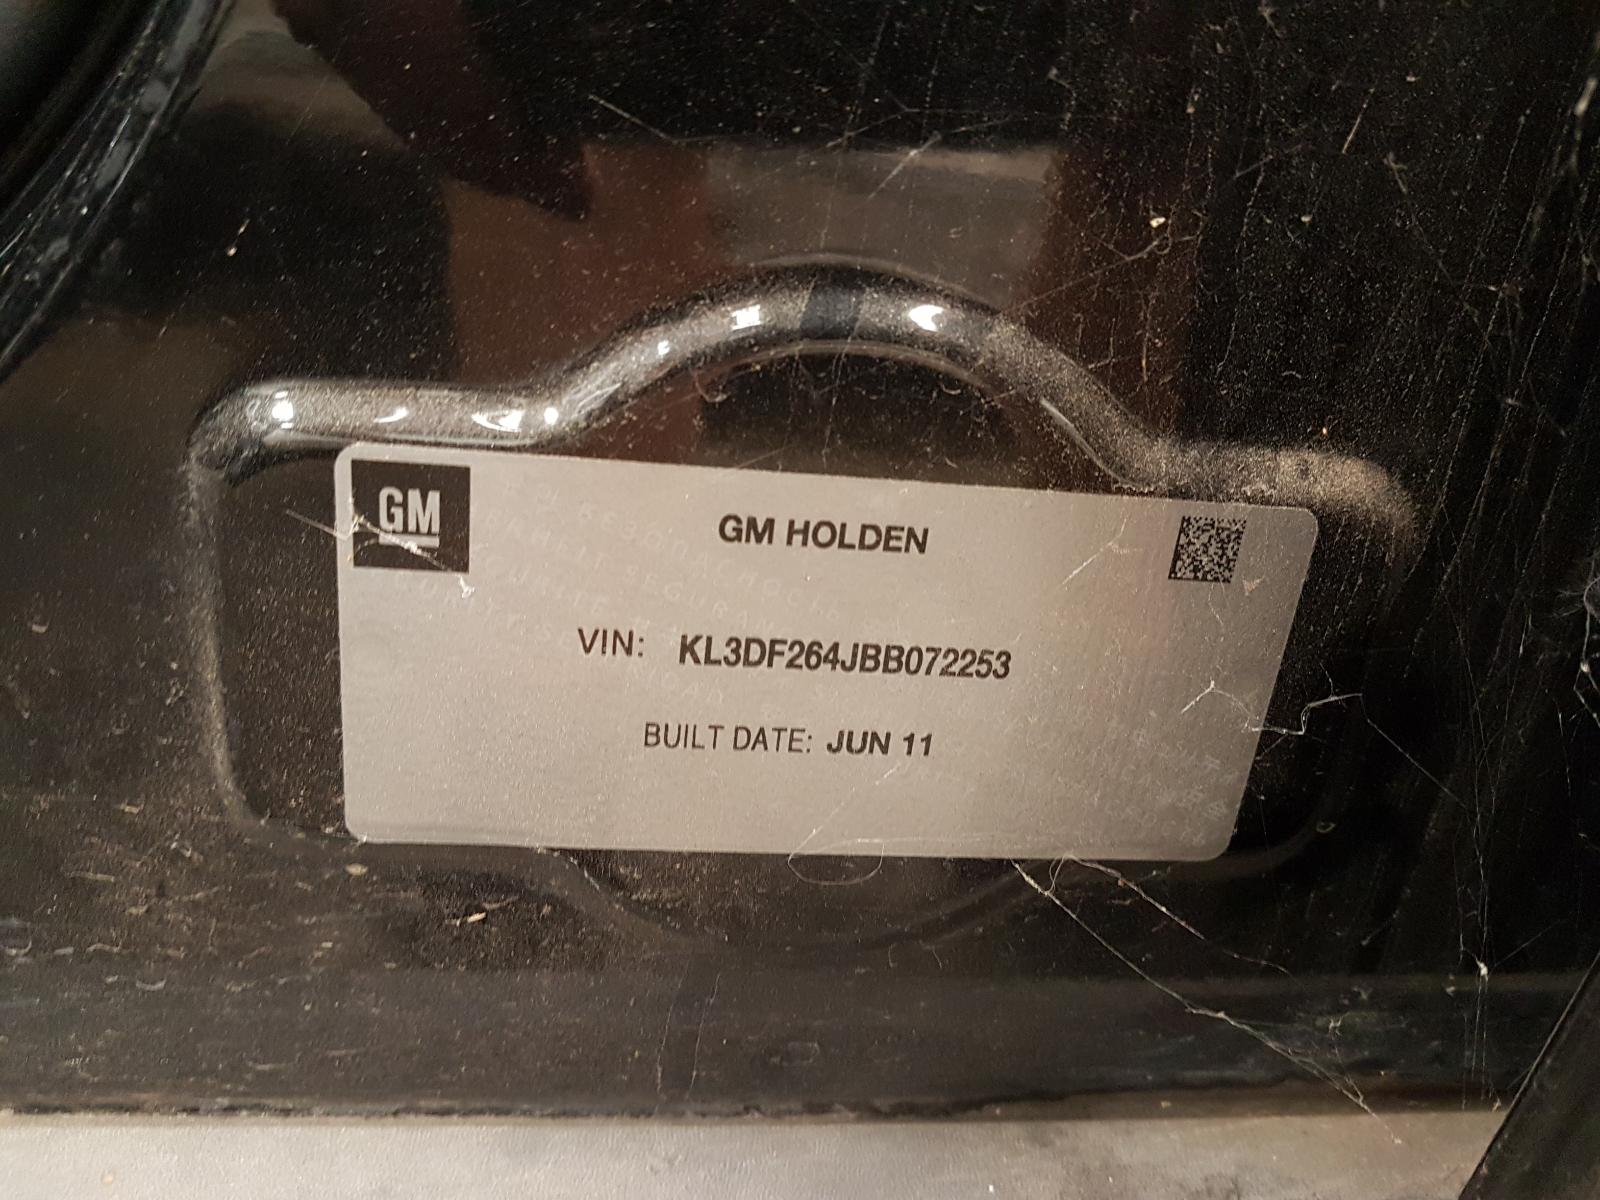 GM
GM HOLDEN
VIN: KL3DF264JBB072253
BUILT DATE: JUN 11